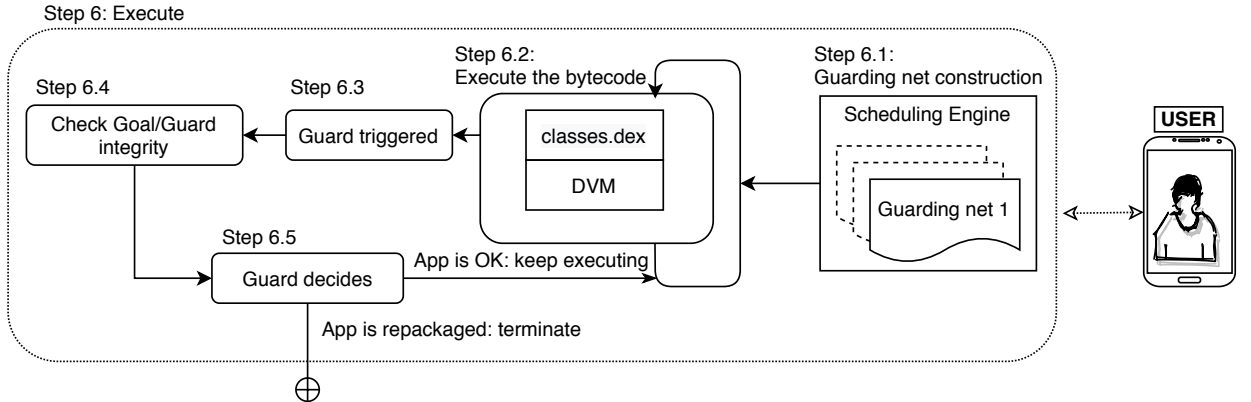 Step 6: Execute
Step 6.1:
Guarding net construction
Scheduling Engine
Guarding net 1
Step 6.2:
Execute the bytecode
classes.dex
DVM
Step 6.3
Guard triggered
Step 6.4
Check Goal/Guard
integrity
Step 6.5
Guard decides
App is OK: keep executing
App is repackaged: terminate
USER